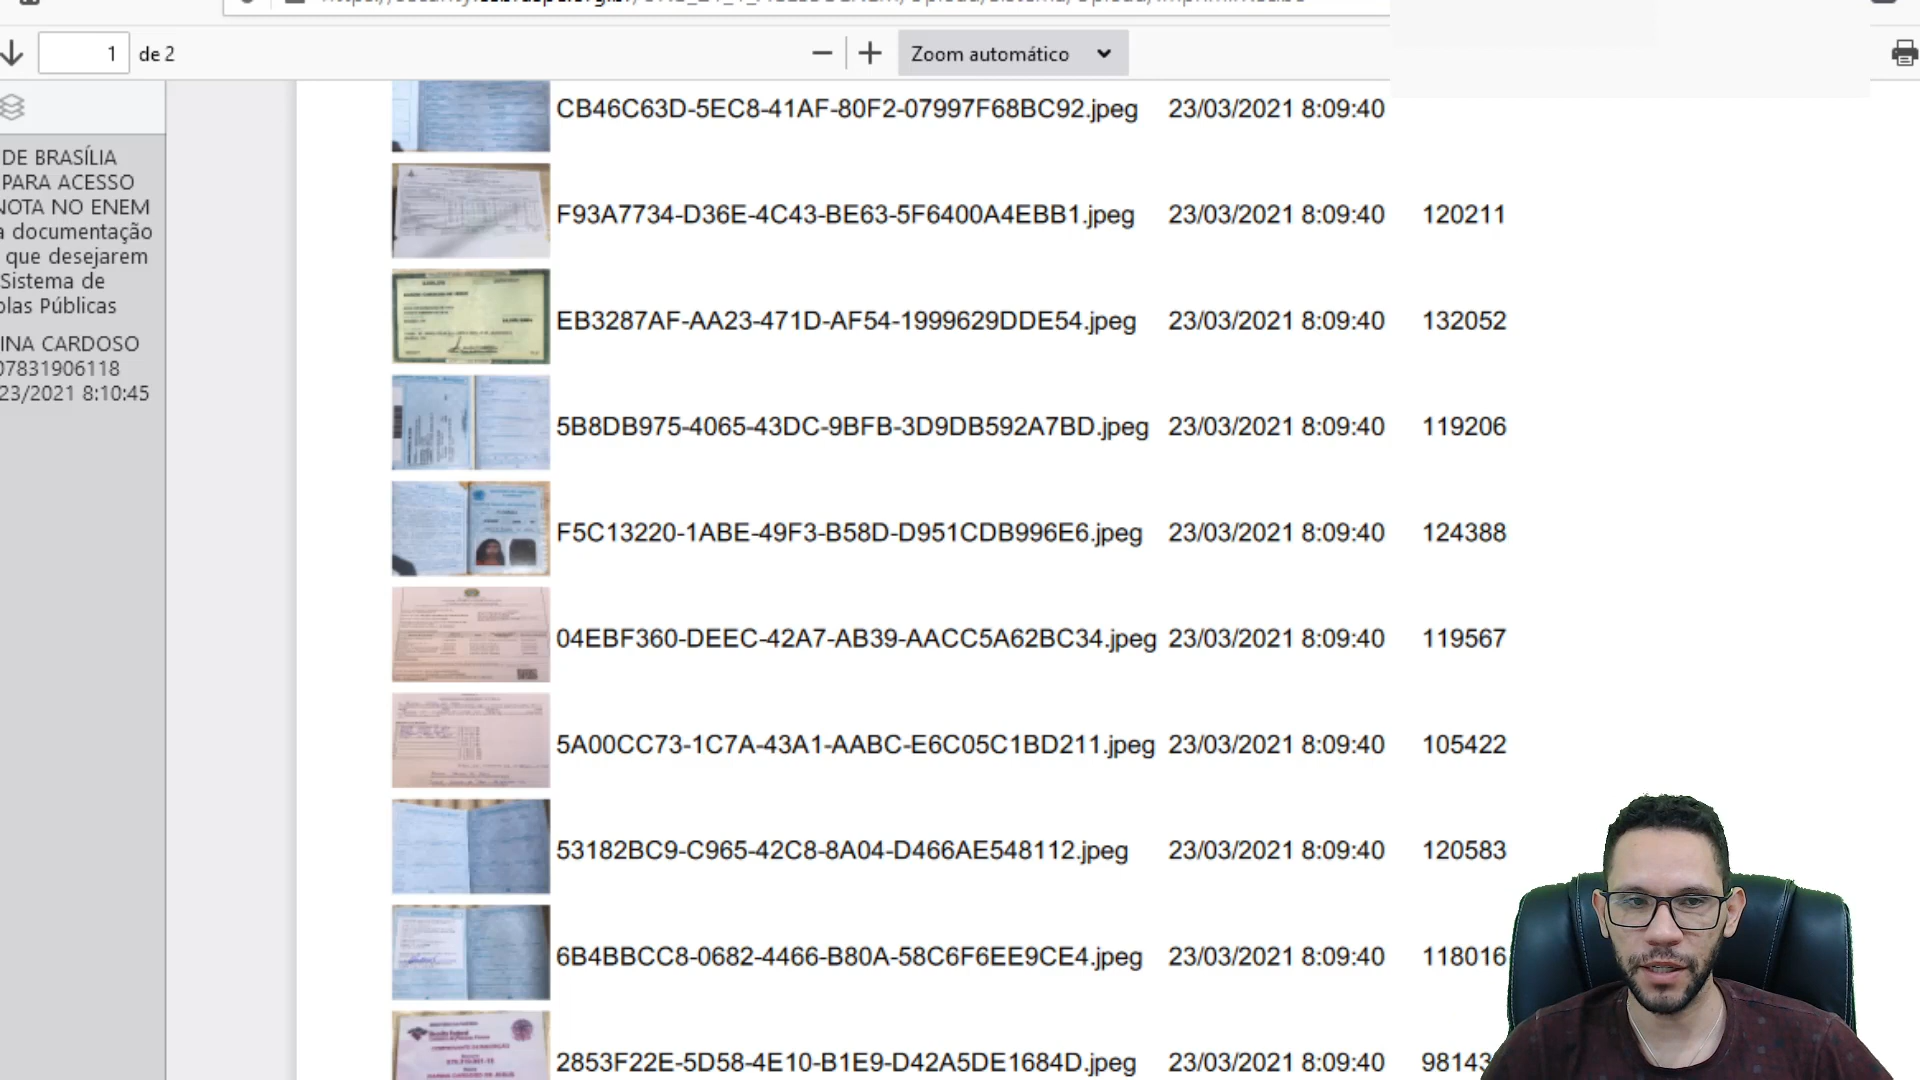 1 de 2
Zoom automático
DE BRASÍLIA
PARA ACESSO
NOTA NO ENEM
a documentação
que desejarem
Sistema de
olas Públicas
INA CARDOSO
07831906118
23/2021 8:10:45
CB46C63D-5EC8-41AF-80F2-07997F68BC92.jpeg 23/03/2021 8:09:40
F93A7734-D36E-4C43-BE63-5F6400A4EBB1.jpeg 23/03/2021 8:09:40 120211
EB3287AF-AA23-471D-AF54-1999629DDE54.jpeg 23/03/2021 8:09:40 132052
5B8DB975-4065-43DC-9BFB-3D9DB592A7BD.jpeg 23/03/2021 8:09:40 119206
F5C13220-1ABE-49F3-B58D-D951CDB996E6.jpeg 23/03/2021 8:09:40 124388
04EBF360-DEEC-42A7-AB39-AACC5A62BC34.jpeg 23/03/2021 8:09:40 119567
5A00CC73-1C7A-43A1-AABC-E6C05C1BD211.jpeg 23/03/2021 8:09:40 105422
53182BC9-C965-42C8-8A04-D466AE548112.jpeg 23/03/2021 8:09:40 120583
6B4BBCC8-0682-4466-B80A-58C6F6EE9CE4.jpeg 23/03/2021 8:09:40 118016
2853F22E-5D58-4E10-B1E9-D42A5DE1684D.jpeg 23/03/2021 8:09:40 98143